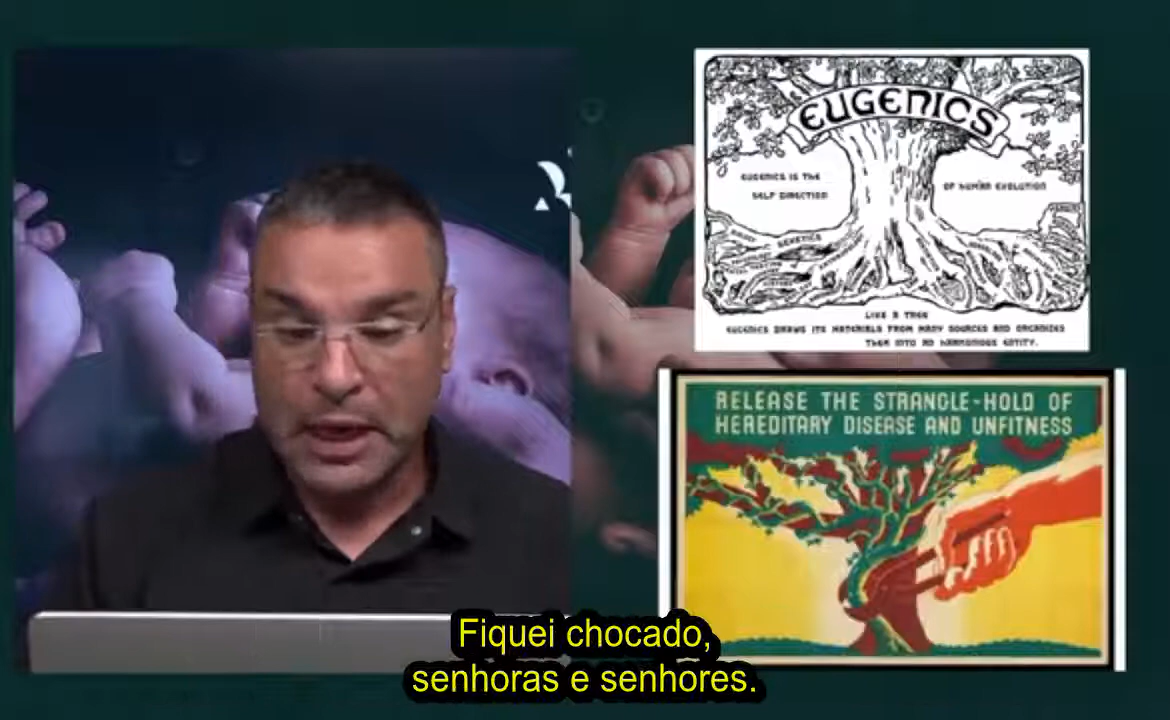 EUGENICS
EUGENICS IS THE
SELF DIRECTION
OF HUMAN EVOLUTION
GENETICS
LIKE A TREE
EUGENICS DRAWS ITS MATERIALS FROM MANY SOURCES AND ORGANIZES
THEM INTO AN HARMONIOUS ENTITY.
RELEASE THE STRANGLE-HOLD OF
HEREDITARY DISEASE AND UNFITNESS
Fiquei chocado,
senhoras e senhores.